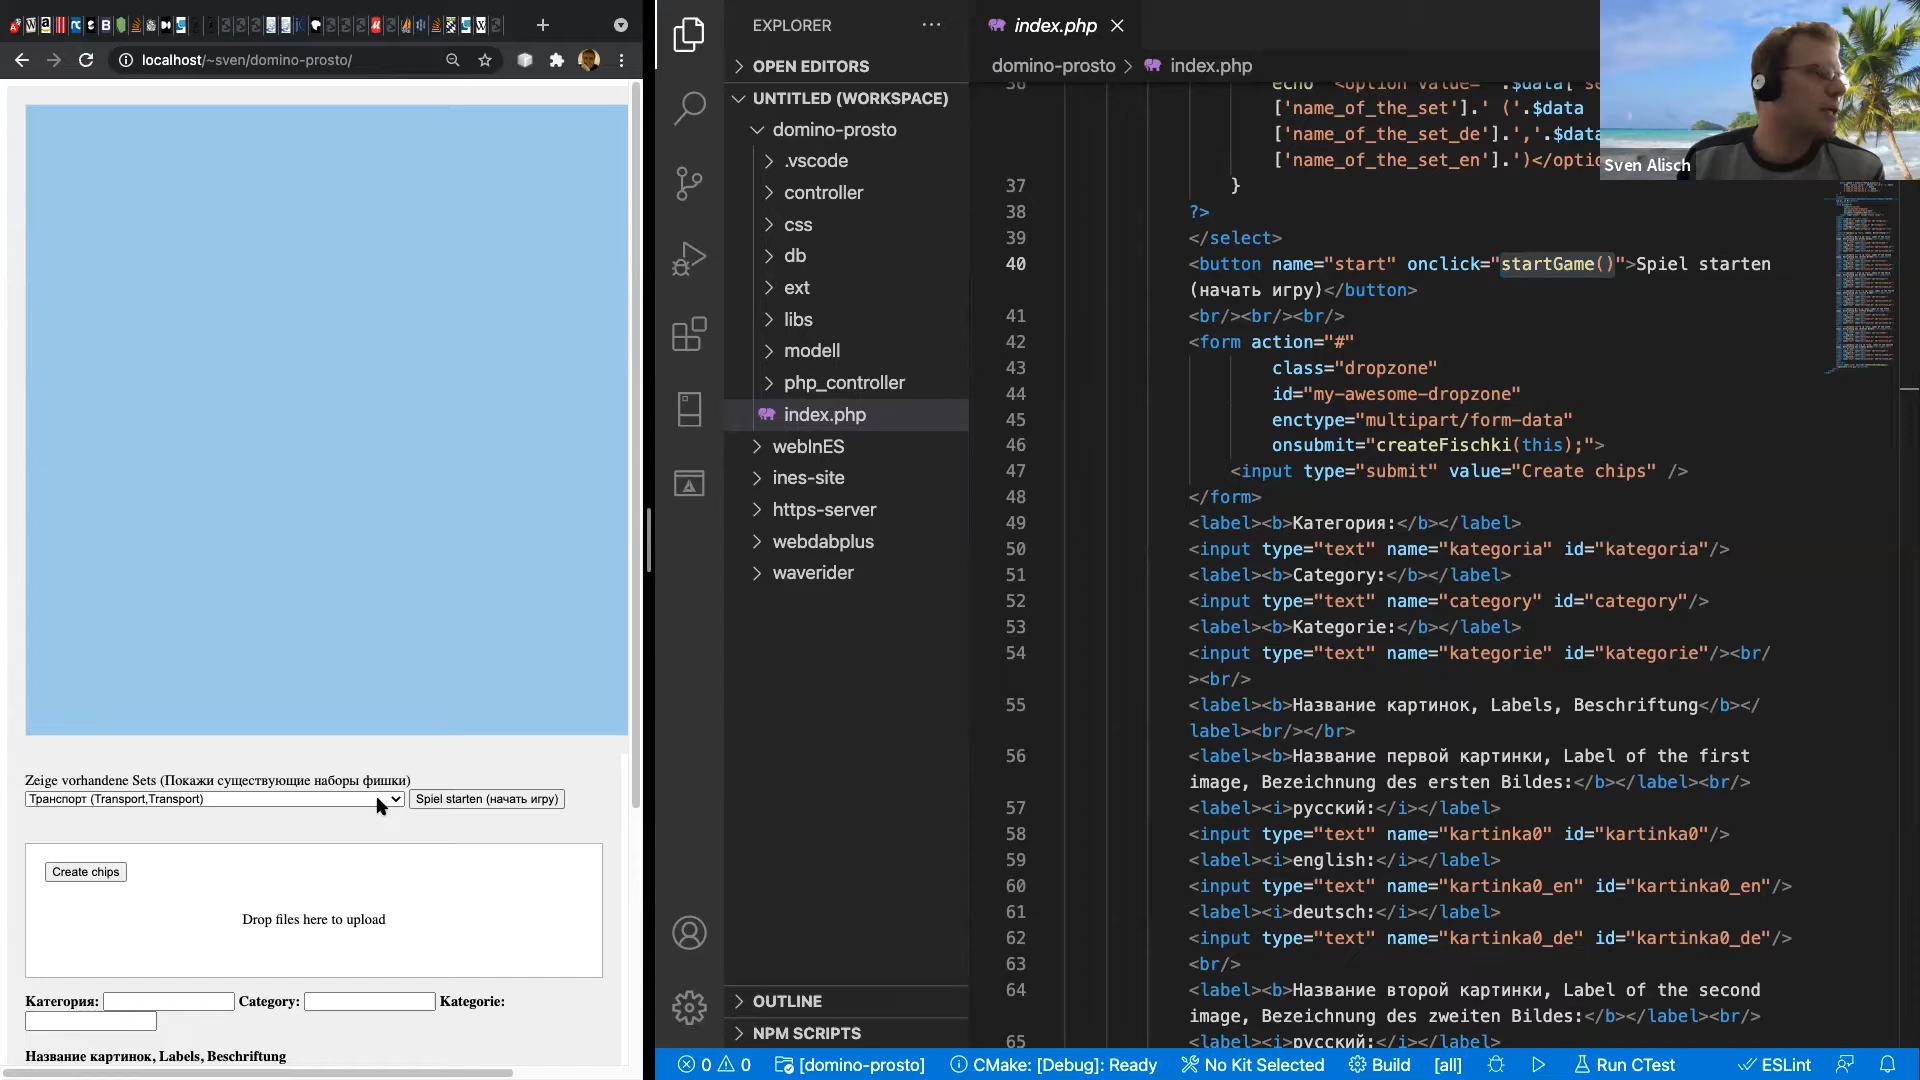 localhost/~sven/domino-prosto/
Zeige vorhandene Sets (Покажи существующие наборы фишки)
Транспорт (Transport,Transport)
Spiel starten (начать игру)
Create chips
Drop files here to upload
Категория:
Category:
Kategorie:
Название картинок, Labels, Beschriftung
EXPLORER
OPEN EDITORS
UNTITLED (WORKSPACE)
domino-prosto
.vscode
controller
css
db
ext
libs
modell
php_controller
index.php
webInES
ines-site
https-server
webdabplus
waverider
OUTLINE
NPM SCRIPTS
index.php
domino-prosto > index.php
36 echo '<option value="'.$data['se
['name_of_the_set'].' ('.$data
['name_of_the_set_de'].','.$data
['name_of_the_set_en'].')</optio
37 }
38 ?>
39 </select>
40 <button name="start" onclick="startGame()">Spiel starten
(начать игру)</button>
41 <br/><br/><br/>
42 <form action="#"
43 class="dropzone"
44 id="my-awesome-dropzone"
45 enctype="multipart/form-data"
46 onsubmit="createFischki(this);">
47 <input type="submit" value="Create chips" />
48 </form>
49 <label><b>Категория:</b></label>
50 <input type="text" name="kategoria" id="kategoria"/>
51 <label><b>Category:</b></label>
52 <input type="text" name="category" id="category"/>
53 <label><b>Kategorie:</b></label>
54 <input type="text" name="kategorie" id="kategorie"/><br/
><br/>
55 <label><b>Название картинок, Labels, Beschriftung</b></
label><br/></br>
56 <label><b>Название первой картинки, Label of the first
image, Bezeichnung des ersten Bildes:</b></label><br/>
57 <label><i>русский:</i></label>
58 <input type="text" name="kartinka0" id="kartinka0"/>
59 <label><i>english:</i></label>
60 <input type="text" name="kartinka0_en" id="kartinka0_en"/>
61 <label><i>deutsch:</i></label>
62 <input type="text" name="kartinka0_de" id="kartinka0_de"/>
63 <br/>
64 <label><b>Название второй картинки, Label of the second
image, Bezeichnung des zweiten Bildes:</b></label><br/>
65 <label><i>русский:</i></label>
Sven Alisch
0 0 [domino-prosto] CMake: [Debug]: Ready No Kit Selected Build [all] Run CTest ESLint